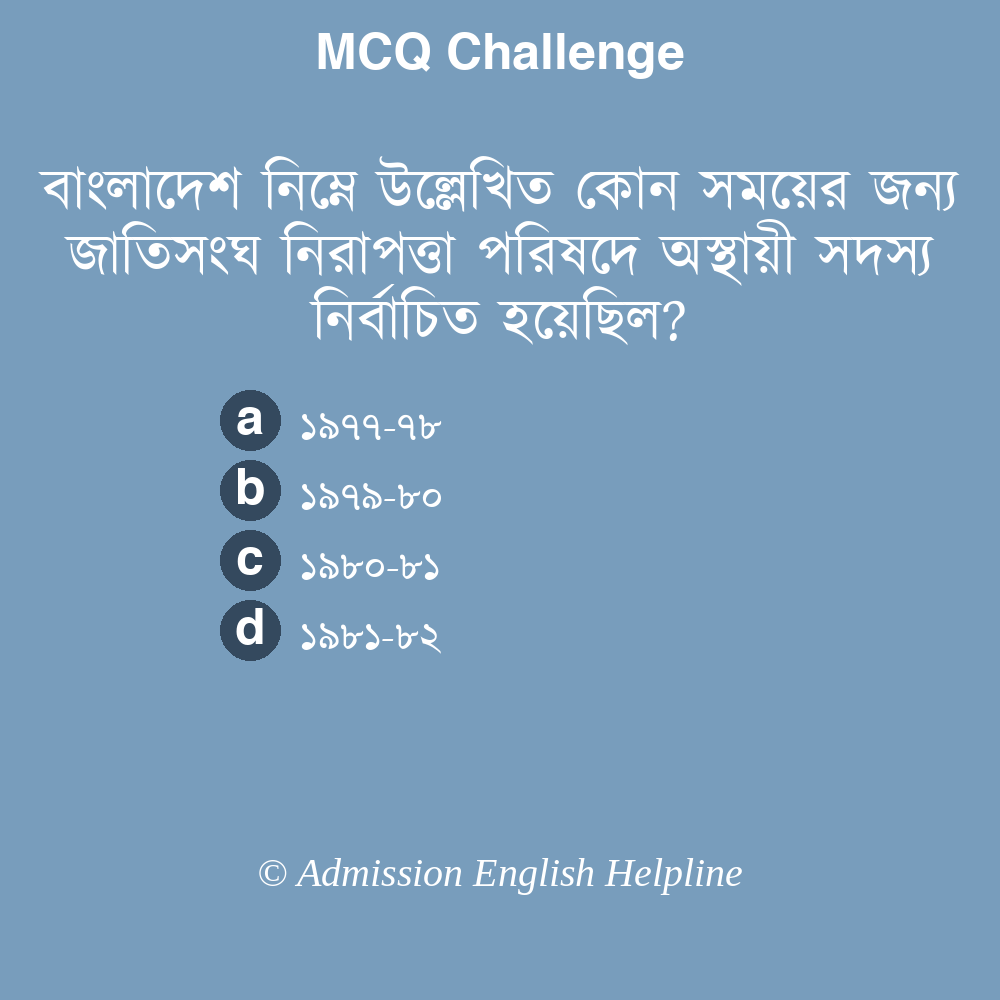 MCQ Challenge
বাংলাদেশ নিম্নে উল্লেখিত কোন সময়ের জন্য
জাতিসংঘ নিরাপত্তা পরিষদে অস্থায়ী সদস্য
নির্বাচিত হয়েছিল?
a ১৯৭৭-৭৮
b ১৯৭৯-৮০
c ১৯৮০-৮১
d ১৯৮১-৮২
© Admission English Helpline